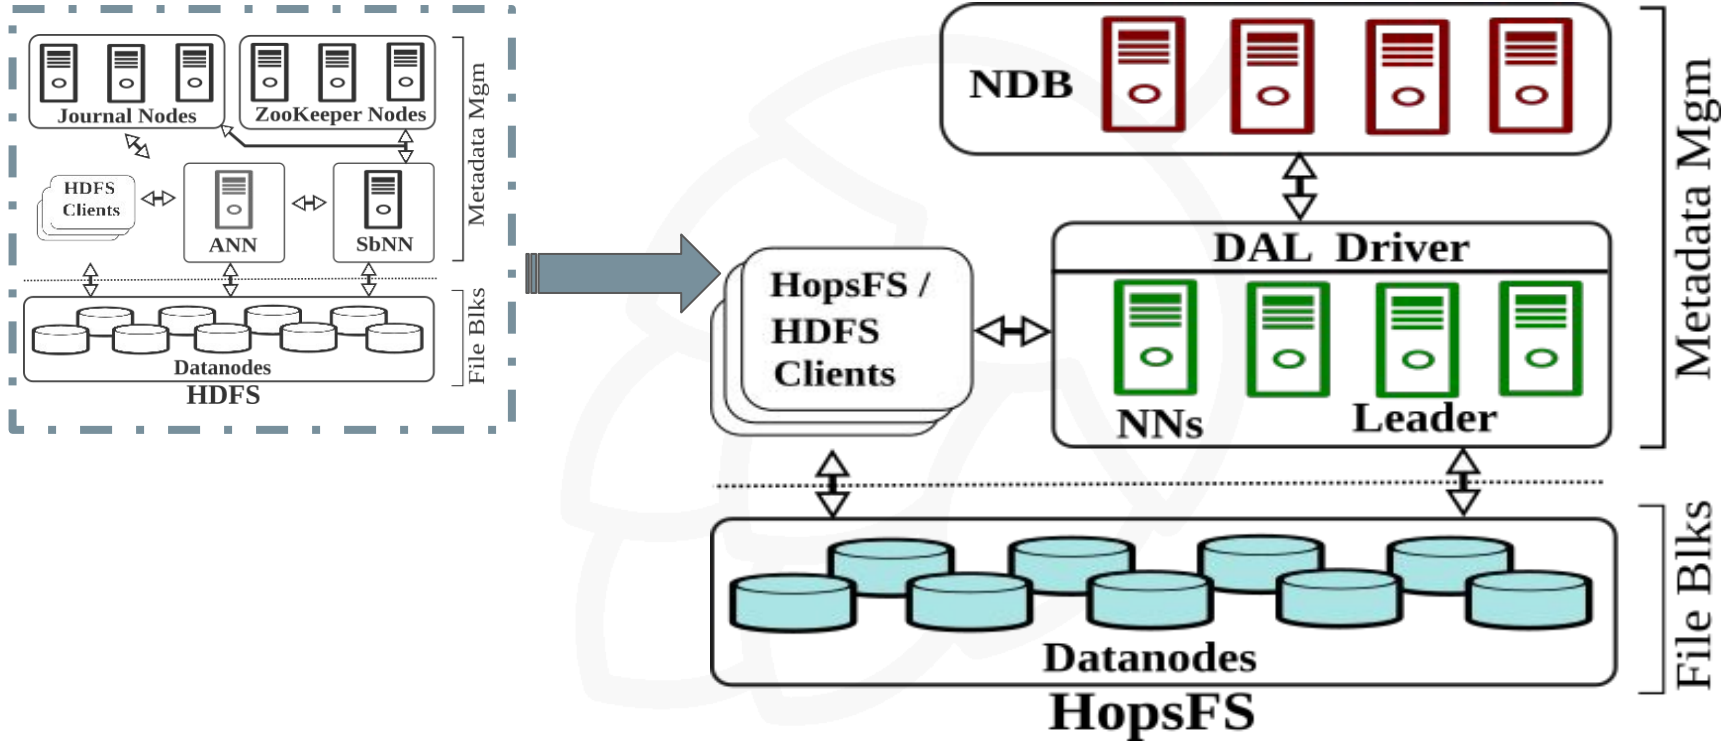 Journal Nodes
ZooKeeper Nodes
HDFS
Clients
ANN
SbNN
Metadata Mgm
Datanodes
File Blks
HDFS
NDB
DAL Driver
HopsFS /
HDFS
Clients
NNs
Leader
Metadata Mgm
Datanodes
File Blks
HopsFS